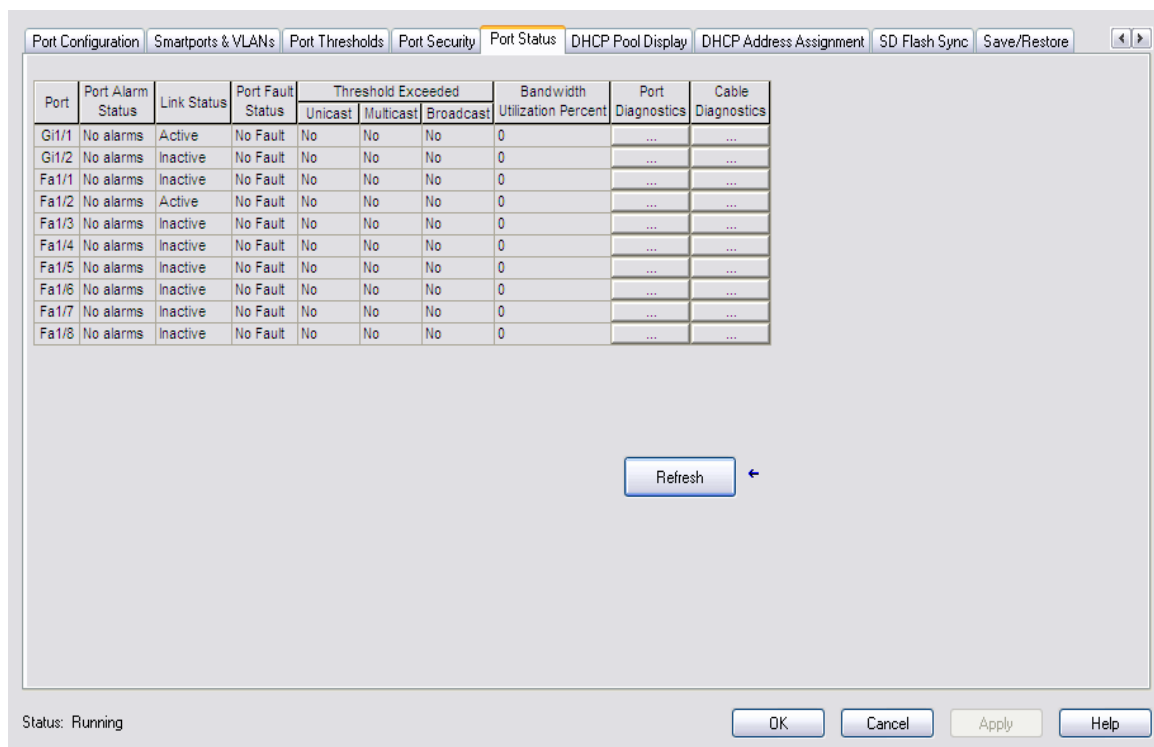 Port Configuration Smartports & VLANs Port Thresholds Port Security Port Status DHCP Pool Display DHCP Address Assignment SD Flash Sync Save/Restore
Port Port Alarm Status Link Status Port Fault Status Threshold Exceeded Bandwidth Utilization Percent Port Diagnostics Cable Diagnostics
Unicast Multicast Broadcast
Gi1/1 No alarms Active No Fault No No No 0 ... ...
Gi1/2 No alarms Inactive No Fault No No No 0 ... ...
Fa1/1 No alarms Inactive No Fault No No No 0 ... ...
Fa1/2 No alarms Active No Fault No No No 0 ... ...
Fa1/3 No alarms Inactive No Fault No No No 0 ... ...
Fa1/4 No alarms Inactive No Fault No No No 0 ... ...
Fa1/5 No alarms Inactive No Fault No No No 0 ... ...
Fa1/6 No alarms Inactive No Fault No No No 0 ... ...
Fa1/7 No alarms Inactive No Fault No No No 0 ... ...
Fa1/8 No alarms Inactive No Fault No No No 0 ... ...
Refresh
Status: Running OK Cancel Apply Help